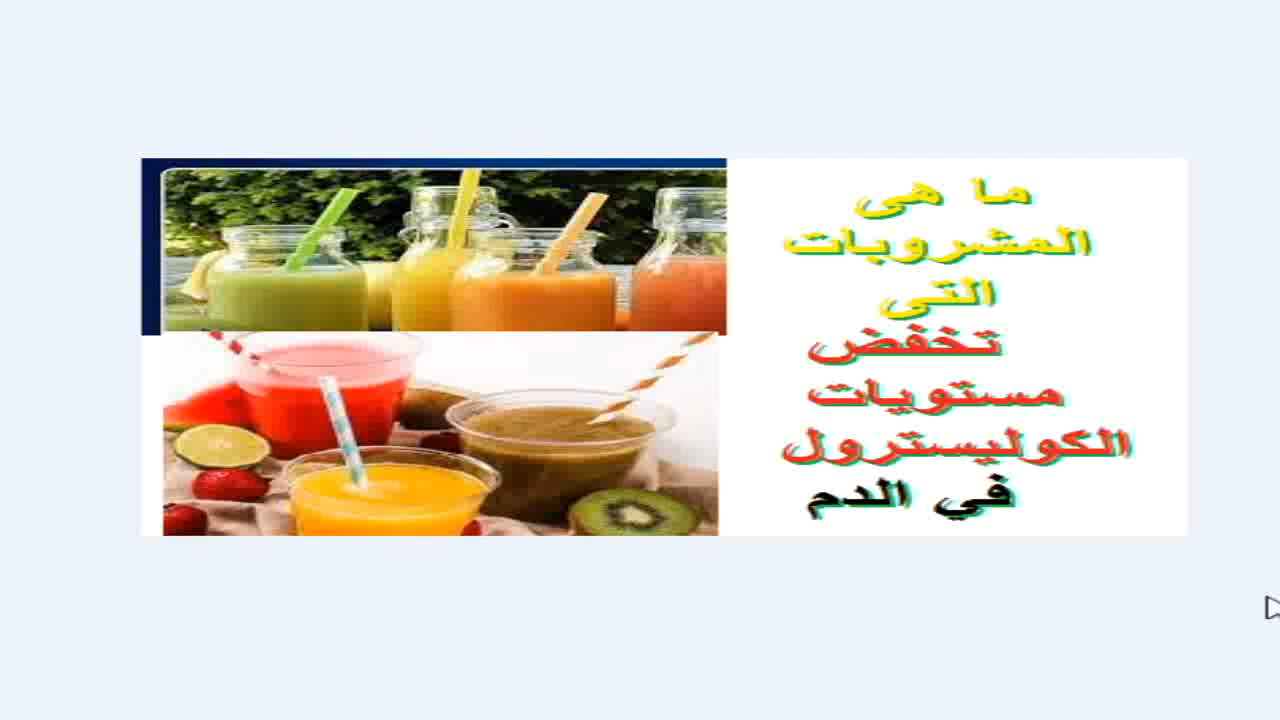 ما هى
المشروبات
التى
تخفض
مستويات
الكوليسترول
في الدم